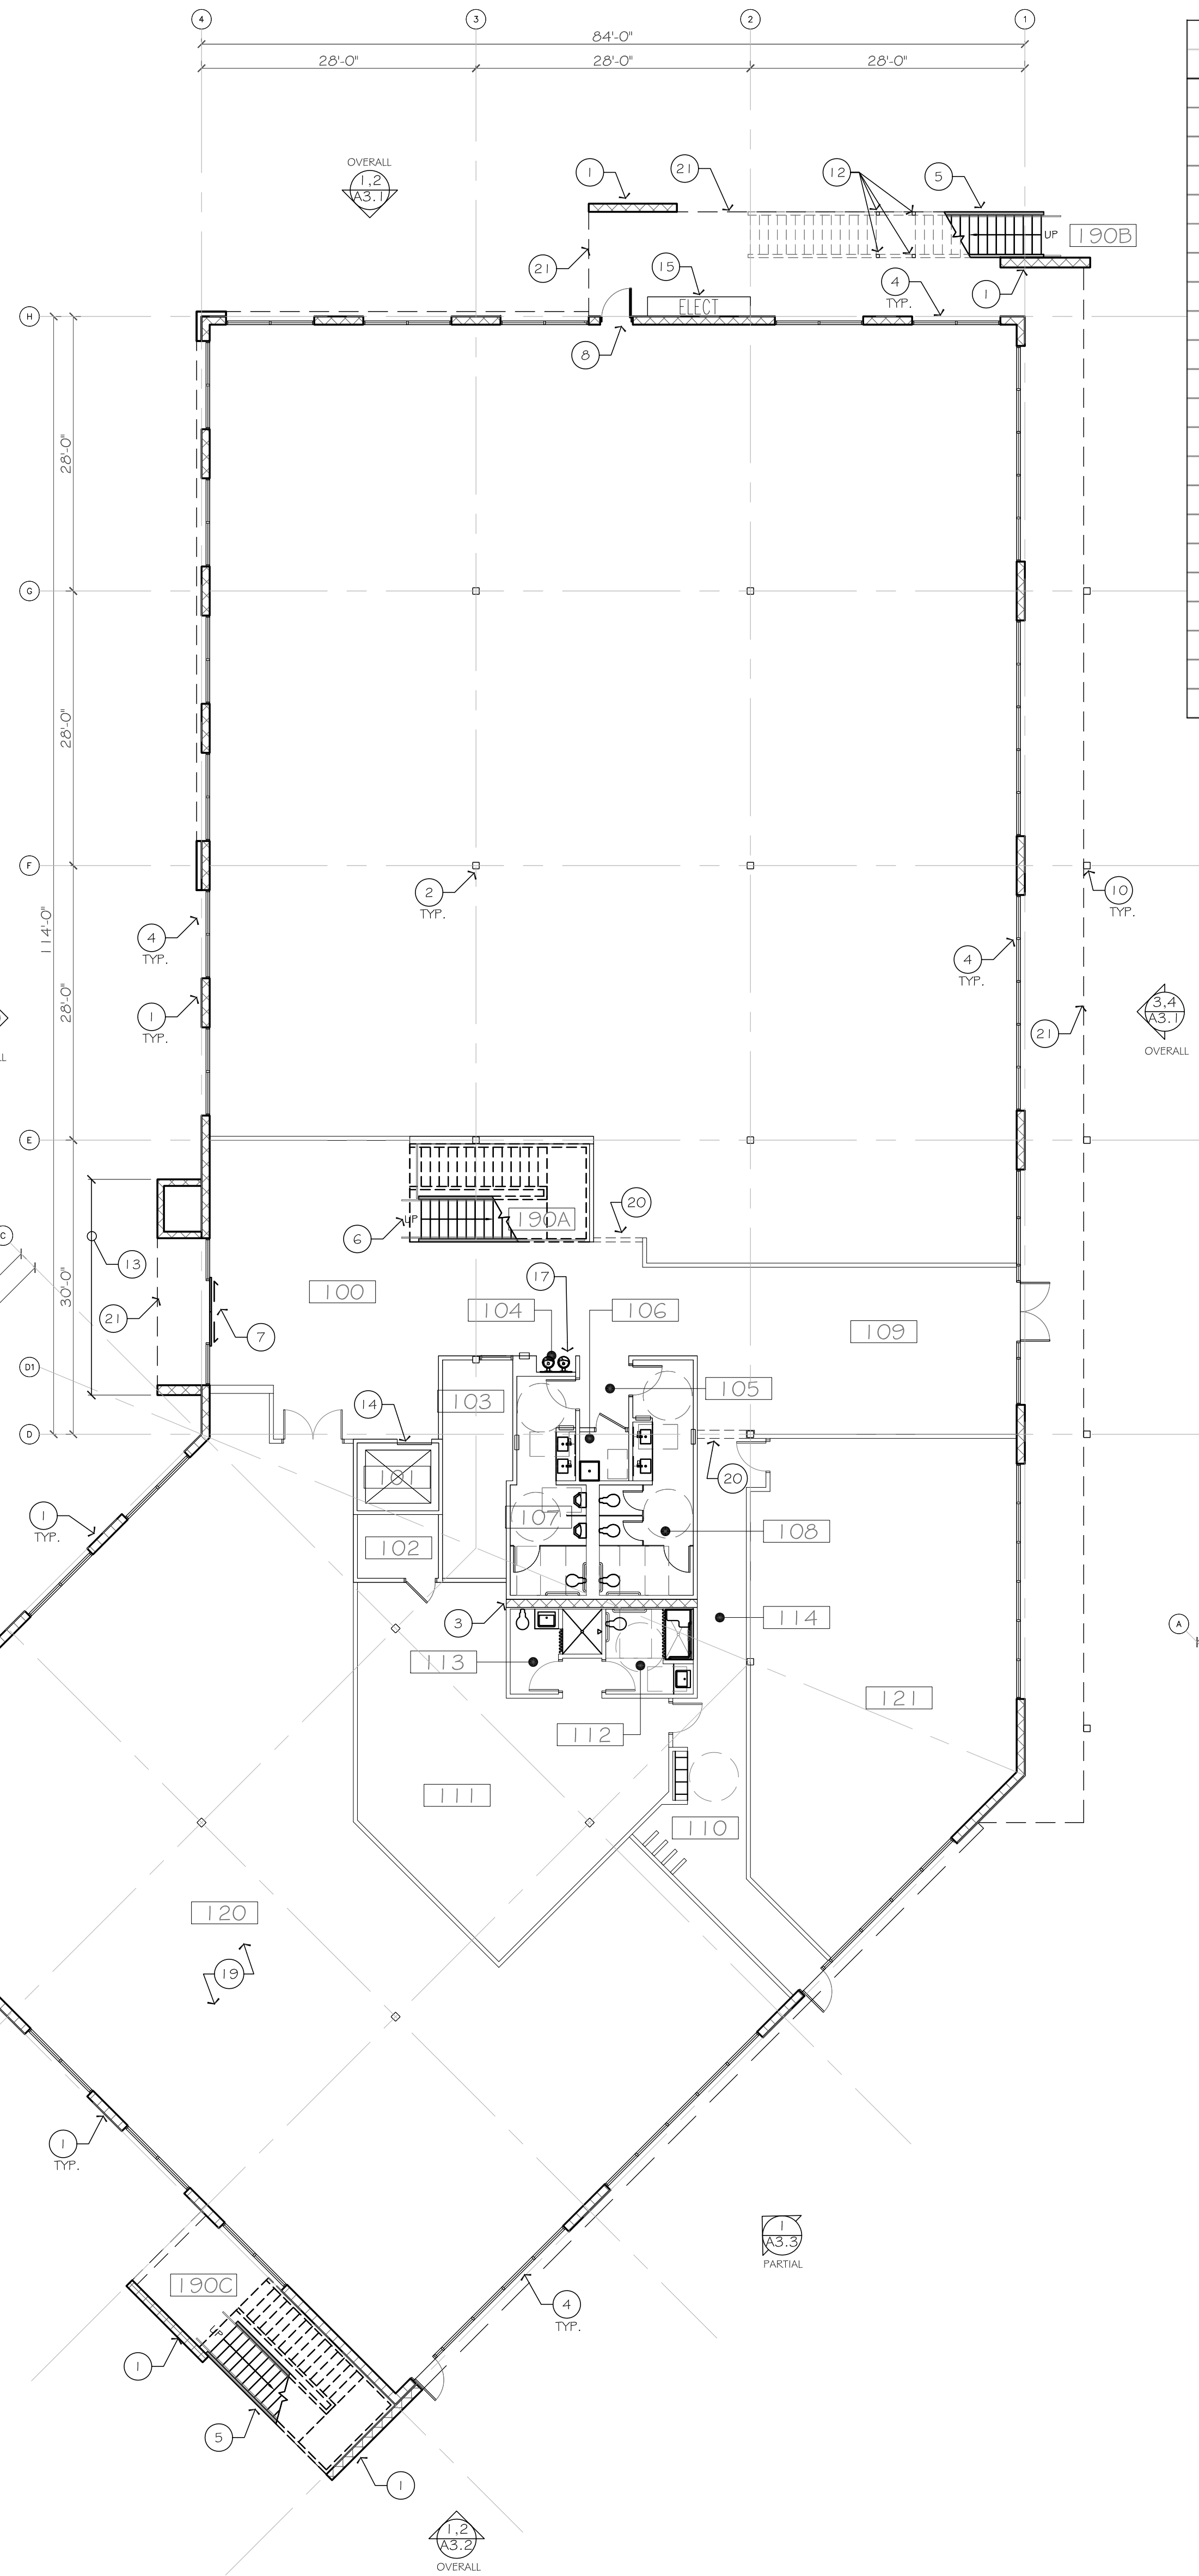 4
3
2
1
84'-0"
28'-0"
28'-0"
28'-0"
OVERALL
1,2
A3.1
1
21
12
5
UP
190B
21
15
ELECT
4
TYP.
1
H
8
28'-0"
G
28'-0"
F
2
TYP.
10
TYP.
114'-0"
4
TYP.
4
TYP.
28'-0"
1
TYP.
3,4
A3.1
OVERALL
21
E
20
UP
190A
6
C
13
30'-0"
17
100
104
106
21
7
109
D1
103
105
14
D
101
20
1
TYP.
107
108
102
3
114
A
113
121
112
111
110
120
19
1
TYP.
1
A3.3
PARTIAL
190C
UP
4
TYP.
1
5
1
1,2
A3.2
OVERALL